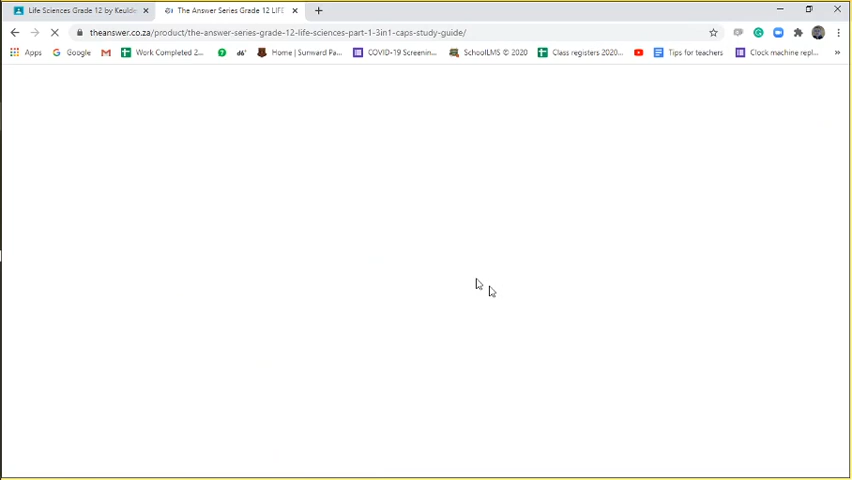 Life Sciences Grade 12 by Keulde
The Answer Series Grade 12 LIFE
theanswer.co.za/product/the-answer-series-grade-12-life-sciences-part-1-3in1-caps-study-guide/
Apps Google Work Completed 2... Home | Sunward Pa... COVID-19 Screenin... SchoolLMS © 2020 Class registers 2020... Tips for teachers Clock machine repl... »